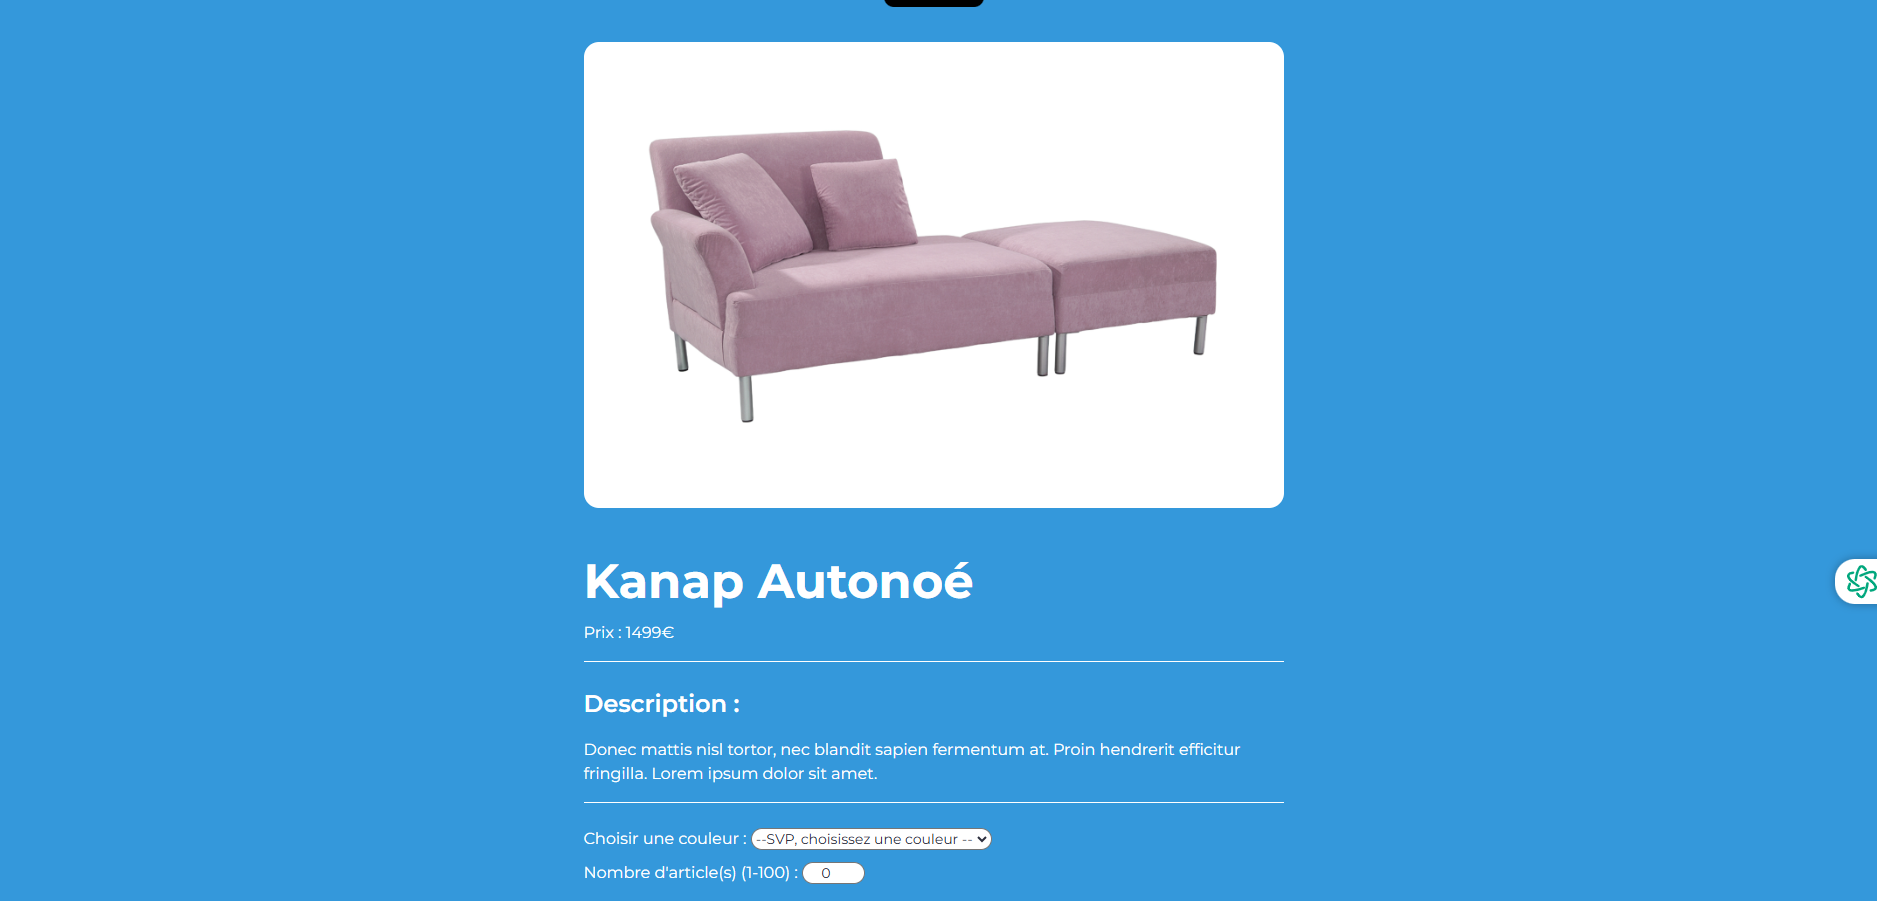 Kanap Autonoé
Prix : 1499€
Description :
Donec mattis nisl tortor, nec blandit sapien fermentum at. Proin hendrerit efficitur
fringilla. Lorem ipsum dolor sit amet.
Choisir une couleur : --SVP, choisissez une couleur --
Nombre d'article(s) (1-100) : 0